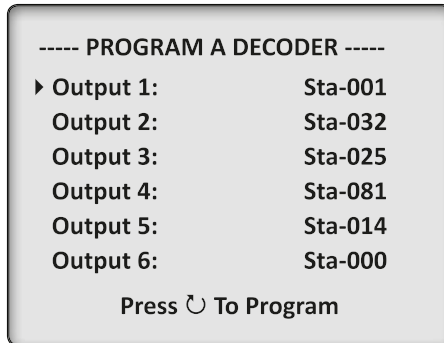 ----- PROGRAM A DECODER -----
Output 1: Sta-001
Output 2: Sta-032
Output 3: Sta-025
Output 4: Sta-081
Output 5: Sta-014
Output 6: Sta-000
Press ↻ To Program